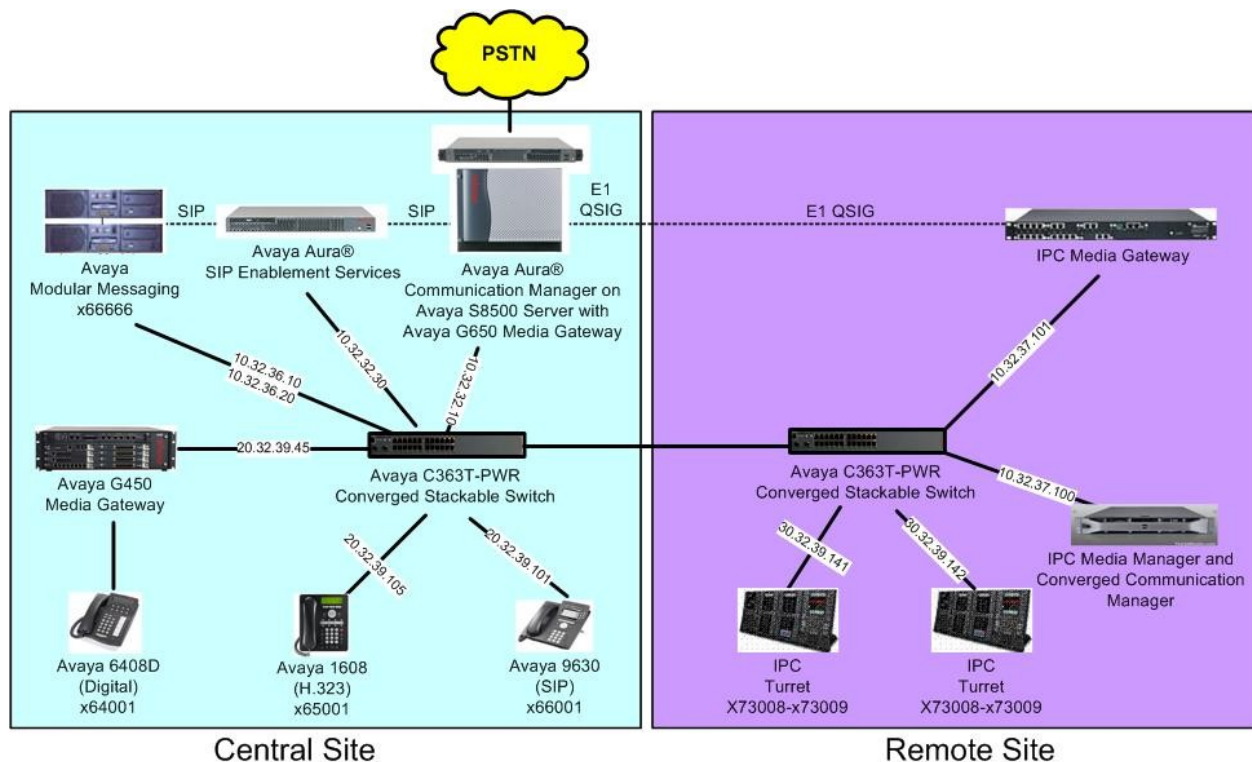 PSTN
E1
QSIG
SIP
SIP
E1 QSIG
Avaya
Modular Messaging
x66666
Avaya Aura®
SIP Enablement Services
Avaya Aura®
Communication Manager on
Avaya S8500 Server with
Avaya G650 Media Gateway
IPC Media Gateway
10.32.36.10
10.32.36.20
10.32.32.30
10.32.32.10
10.32.37.101
20.32.39.45
Avaya G450
Media Gateway
Avaya C363T-PWR
Converged Stackable Switch
Avaya C363T-PWR
Converged Stackable Switch
10.32.37.100
20.32.39.105
20.32.39.101
30.32.39.141
30.32.39.142
IPC Media Manager and
Converged Communication
Manager
Avaya 6408D
(Digital)
x64001
Avaya 1608
(H.323)
x65001
Avaya 9630
(SIP)
x66001
IPC
Turret
X73008-x73009
IPC
Turret
X73008-x73009
Central Site
Remote Site